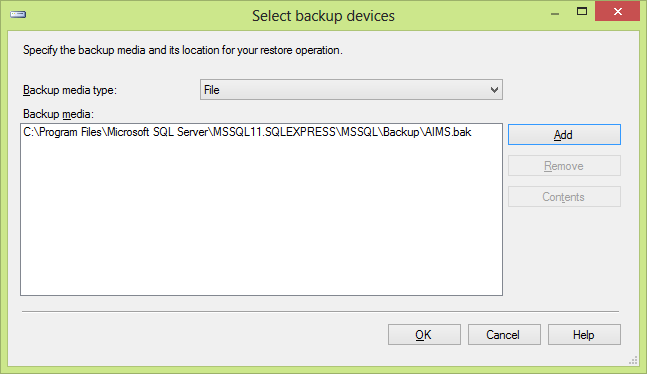 Select backup devices
Specify the backup media and its location for your restore operation.
Backup media type: File
Backup media:
C:\Program Files\Microsoft SQL Server\MSSQL11.SQLEXPRESS\MSSQL\Backup\AIMS.bak
Add
Remove
Contents
OK Cancel Help